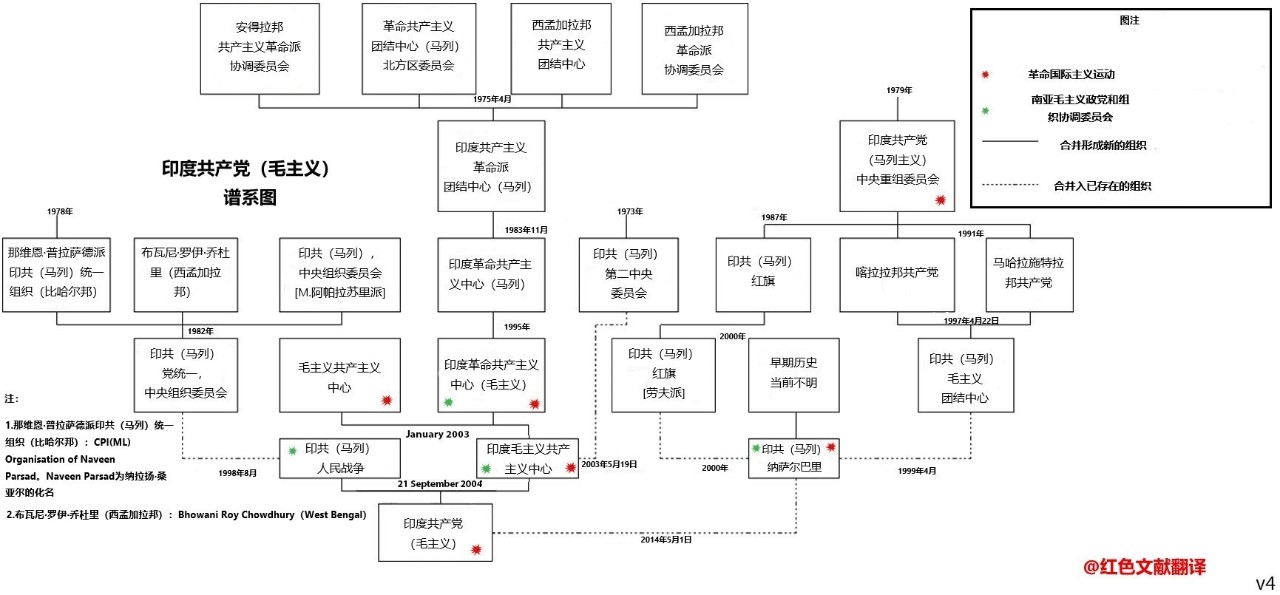 安得拉邦
共产主义革命派
协调委员会
革命共产主义
团结中心（马列）
北方区委员会
西孟加拉邦
共产主义
团结中心
西孟加拉邦
革命派
协调委员会
图注
革命国际主义运动
南亚毛主义政党和组
织协调委员会
合并形成新的组织
合并入已存在的组织
1975年4月
1979年
印度共产党（毛主义）
谱系图
印度共产主义
革命派
团结中心（马列）
印度共产党
（马列主义）
中央重组委员会
1978年
1983年11月
1973年
1987年
1991年
那维恩·普拉萨德派
印共（马列）统一
组织（比哈尔邦）
布瓦尼·罗伊·乔杜
里（西孟加拉
邦）
印共（马列），
中央组织委员会
[M.阿帕拉苏里派]
印度革命共产主
义中心（马列）
印共（马列）
第二中央
委员会
印共（马列）
红旗
喀拉拉邦共产党
马哈拉施特拉
邦共产党
1982年
1995年
2000年
1997年4月22日
印共（马列）
党统一，
中央组织委员会
毛主义共产主义
中心
印度革命共产主义
中心（毛主义）
印共（马列）
红旗
[劳夫派]
早期历史
当前不明
印共（马列）
毛主义
团结中心
注：
1.那维恩·普拉萨德派印共（马列）统一
组织（比哈尔邦）：CPI(ML)
Organisation of Naveen
Parsad，Naveen Parsad为纳拉扬·桑
亚尔的化名
2.布瓦尼·罗伊·乔杜里（西孟加拉邦）：Bhowani Roy Chowdhury（West Bengal）
January 2003
1998年8月
印共（马列）
人民战争
印度毛主义共产
主义中心
2003年5月19日
2000年
印共（马列）
纳萨尔巴里
1999年4月
21 September 2004
印度共产党
（毛主义）
2014年5月1日
@红色文献翻译
v4